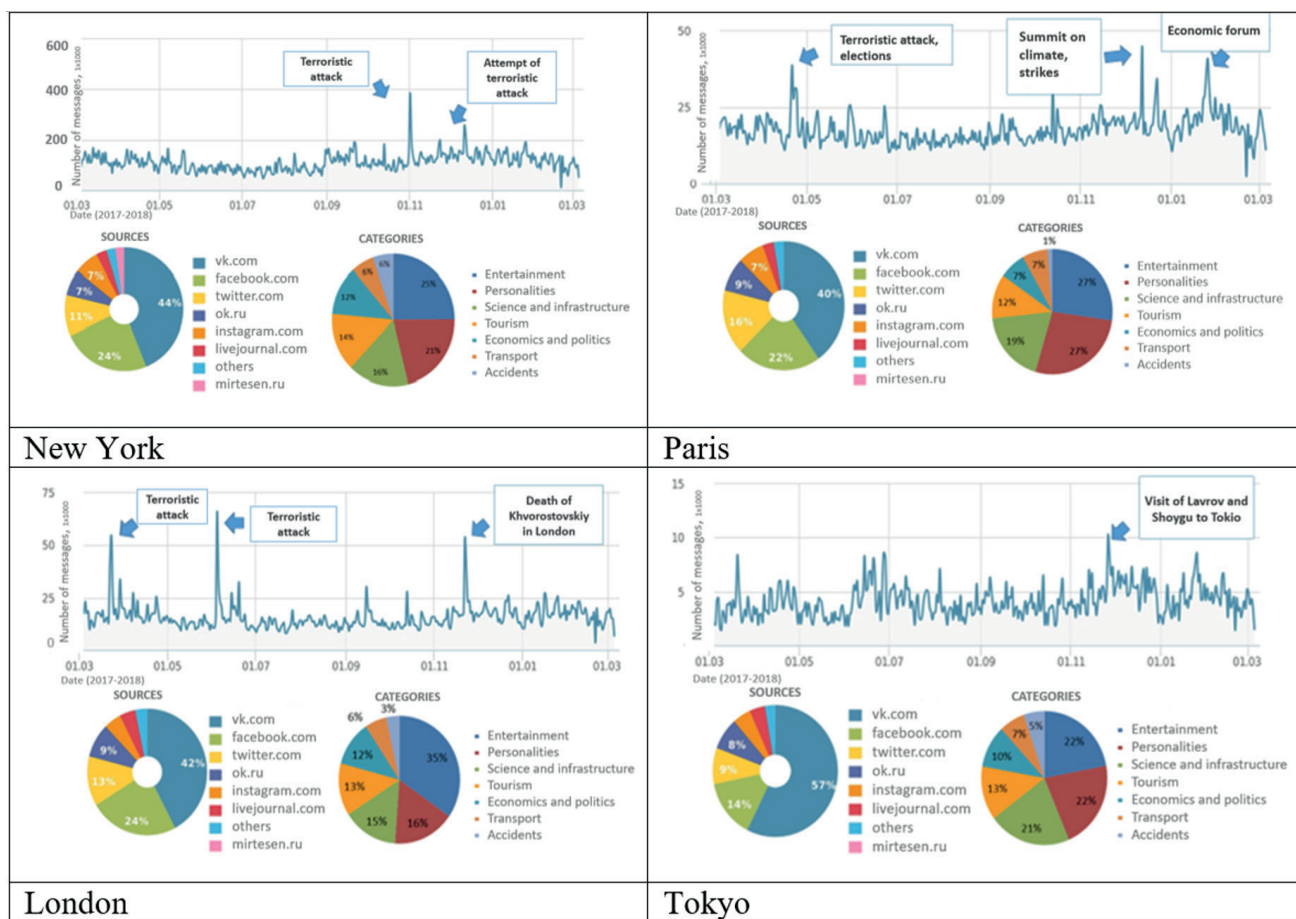 600
400
200
0
Number of messages, 1x1000
Terroristic
attack
Attempt of
terroristic
attack
01.03 01.05 01.07 01.09 01.11 01.01 01.03
Date (2017-2018)
SOURCES
44%
24%
11%
7%
7%
vk.com
facebook.com
twitter.com
ok.ru
instagram.com
livejournal.com
others
mirtesen.ru
CATEGORIES
25%
21%
16%
14%
12%
6%
6%
Entertainment
Personalities
Science and infrastructure
Tourism
Economics and politics
Transport
Accidents
New York
50
25
0
Number of messages, 1x1000
Terroristic attack,
elections
Summit on
climate,
strikes
Economic forum
01.03 01.05 01.07 01.09 01.11 01.01 01.03
Date (2017-2018)
SOURCES
40%
22%
16%
9%
7%
vk.com
facebook.com
twitter.com
ok.ru
instagram.com
livejournal.com
others
mirtesen.ru
CATEGORIES
1%
27%
27%
19%
12%
7%
7%
Entertainment
Personalities
Science and infrastructure
Tourism
Economics and politics
Transport
Accidents
Paris
75
50
25
0
Number of messages, 1x1000
Terroristic
attack
Terroristic
attack
Death of
Khvorostovskiy
in London
01.03 01.05 01.07 01.09 01.11 01.01 01.03
Date (2017-2018)
SOURCES
42%
24%
13%
9%
vk.com
facebook.com
twitter.com
ok.ru
instagram.com
livejournal.com
others
mirtesen.ru
CATEGORIES
35%
16%
15%
13%
12%
6%
3%
Entertainment
Personalities
Science and infrastructure
Tourism
Economics and politics
Transport
Accidents
London
15
10
5
Number of messages, 1x1000
Visit of Lavrov and
Shoygu to Tokio
01.03 01.05 01.07 01.09 01.11 01.01 01.03
Date (2017-2018)
SOURCES
57%
14%
9%
8%
vk.com
facebook.com
twitter.com
ok.ru
instagram.com
livejournal.com
others
mirtesen.ru
CATEGORIES
22%
22%
21%
13%
10%
7%
5%
Entertainment
Personalities
Science and infrastructure
Tourism
Economics and politics
Transport
Accidents
Tokyo